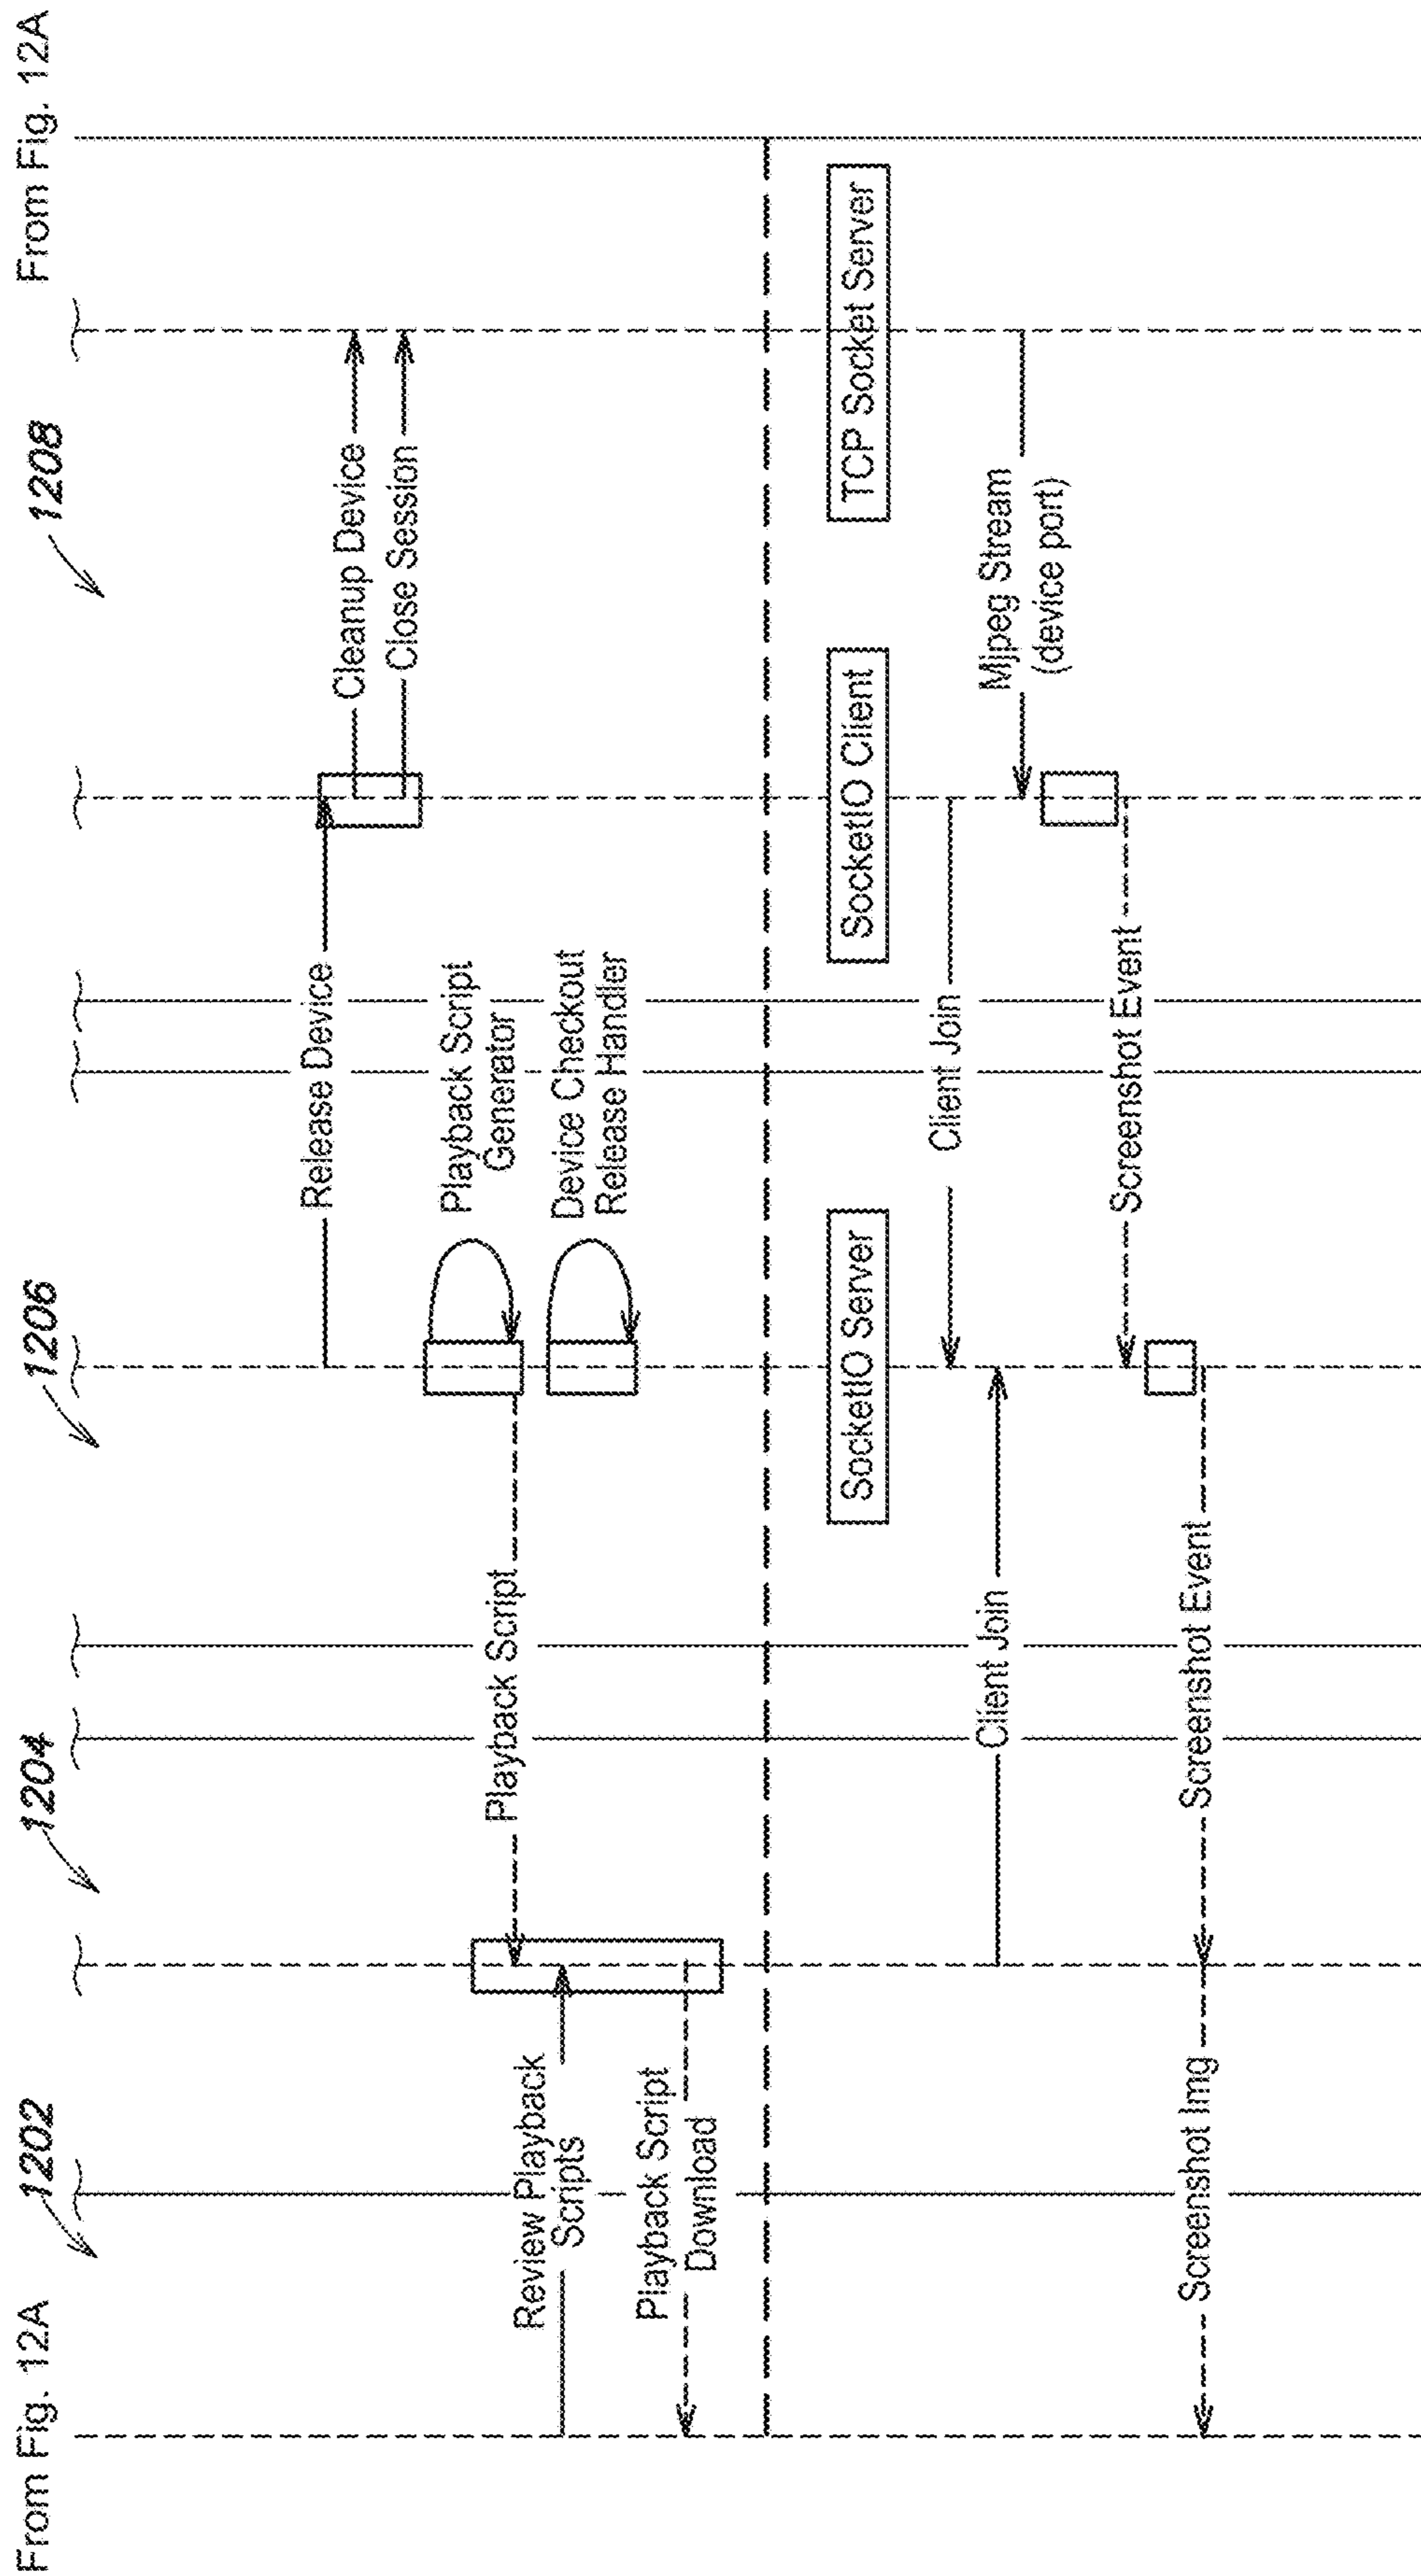 From Fig. 12A
From Fig. 12A
1202
1204
1206
1208
Release Device
Cleanup Device
Close Session
Playback Script
Generator
Playback Script
Review Playback
Scripts
Device Checkout
Release Handler
Playback Script
Download
SocketIO Server
SocketIO Client
TCP Socket Server
Client Join
Client Join
Mjpeg Stream
(device port)
Screenshot Event
Screenshot Event
Screenshot Img